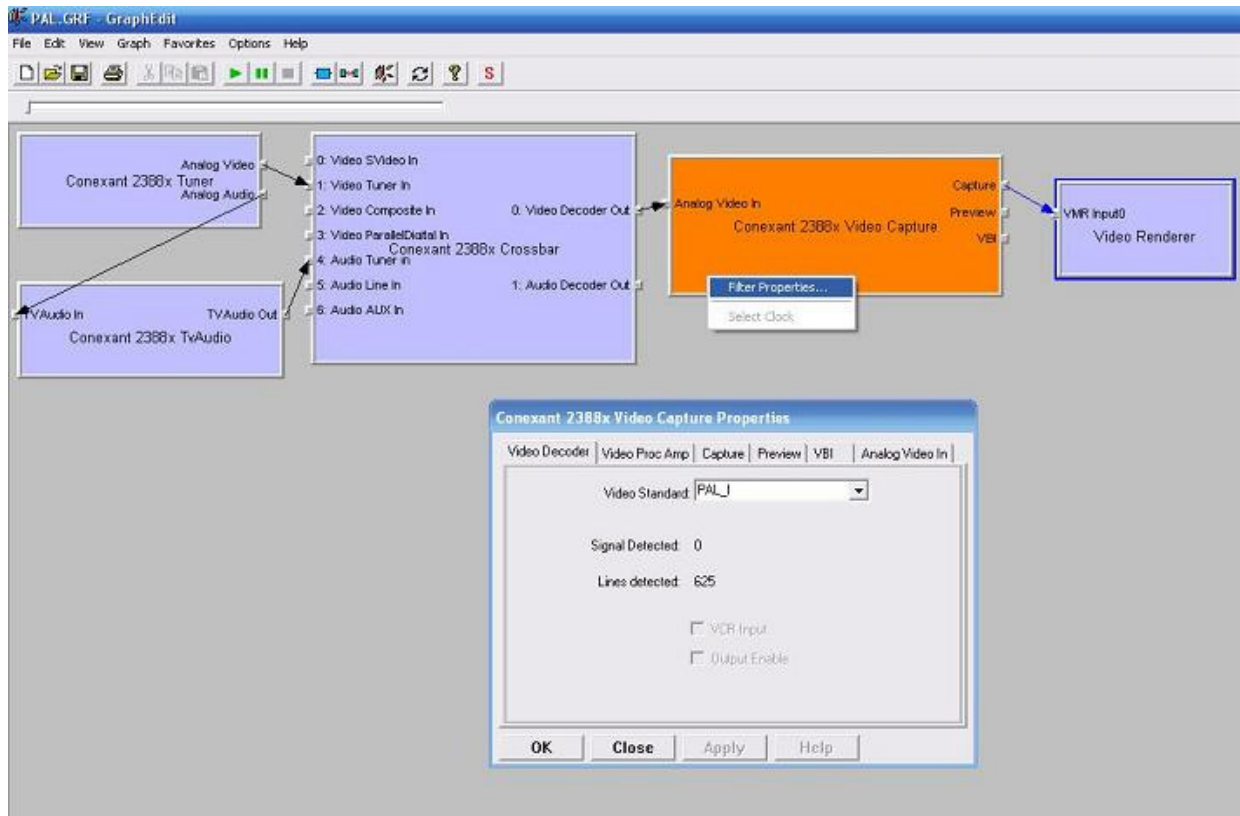 PAL.GRF - GraphEdit
File Edit View Graph Favorites Options Help
S
Analog Video
Conexant 2388x Tuner
Analog Audio
TVAudio In
TVAudio Out
Conexant 2388x TvAudio
0: Video SVideo In
1: Video Tuner In
2: Video Composite In
3: Video ParallelDigital In
4: Audio Tuner in
5: Audio Line In
6: Audio AUX In
Conexant 2388x Crossbar
0: Video Decoder Out
1: Audio Decoder Out
Analog Video In
Conexant 2388x Video Capture
Capture
Preview
VBI
VMR Input0
Video Renderer
Filter Properties...
Select Clock
Conexant 2388x Video Capture Properties
Video Decoder Video Proc Amp Capture Preview VBI Analog Video In
Video Standard: PAL_I
Signal Detected: 0
Lines detected: 625
VCR Input
Output Enable
OK Close Apply Help